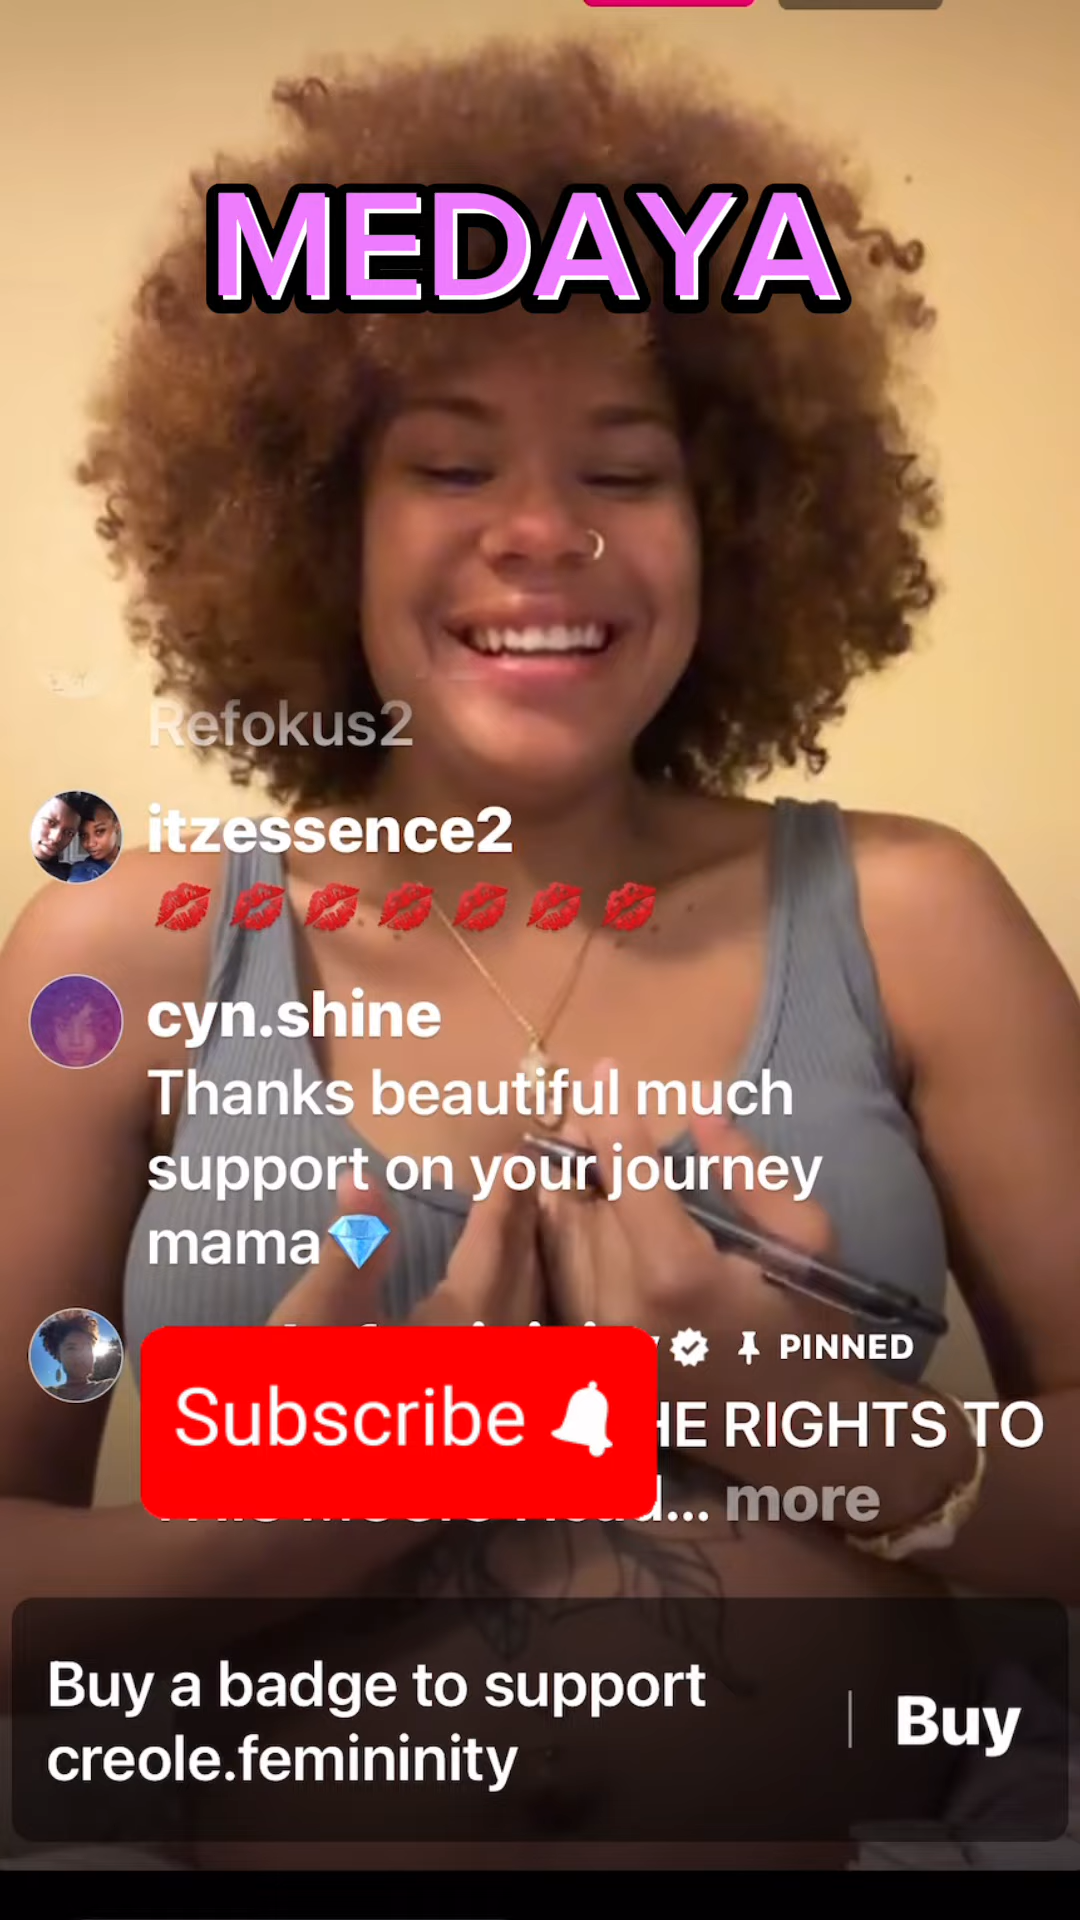 MEDAYA
Refokus2
itzessence2
💋💋💋💋💋💋💋
cyn.shine
Thanks beautiful much
support on your journey
mama💎
PINNED
Subscribe
HE RIGHTS TO
... more
Buy a badge to support
creole.femininity
Buy